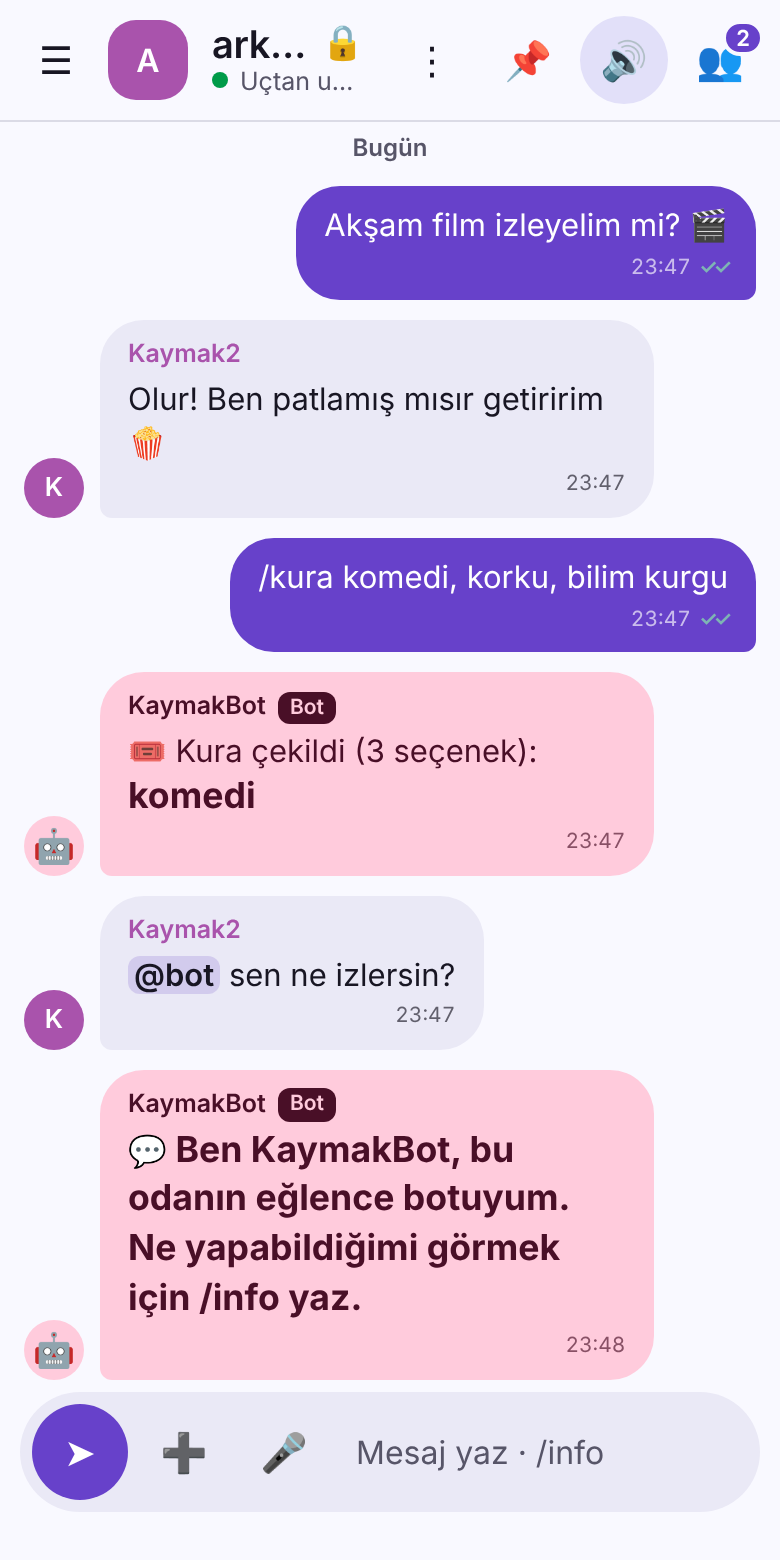 A
ark...
Uçtan u...
2
Bugün
Akşam film izleyelim mi? 🎬
23:47
Kaymak2
Olur! Ben patlamış mısır getiririm
🍿
23:47
K
/kura komedi, korku, bilim kurgu
23:47
KaymakBot Bot
🎟️ Kura çekildi (3 seçenek):
komedi
23:47
Kaymak2
@bot sen ne izlersin?
23:47
K
KaymakBot Bot
💬 Ben KaymakBot, bu
odanın eğlence botuyum.
Ne yapabildiğimi görmek
için /info yaz.
23:48
Mesaj yaz · /info